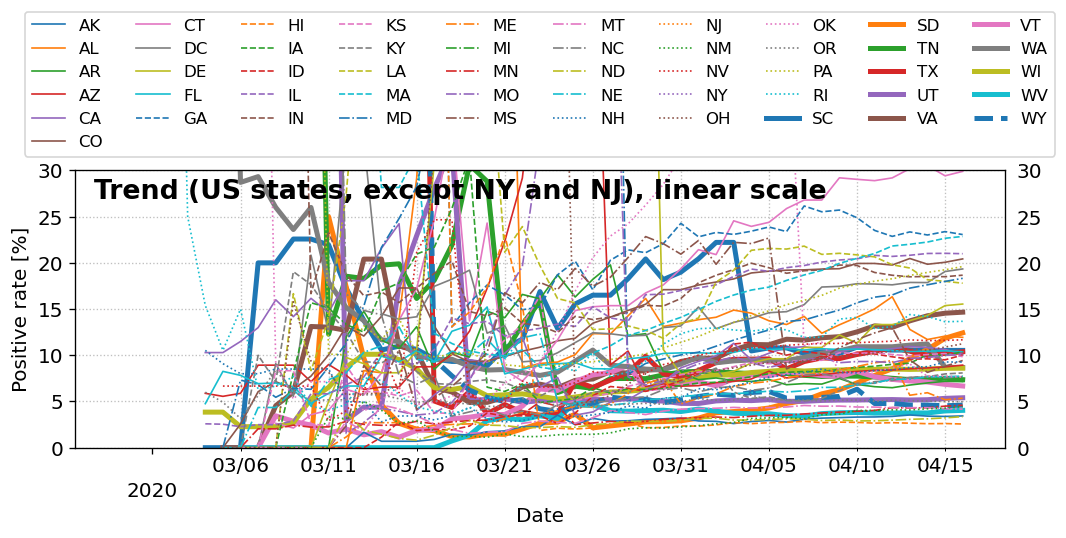 AK CT HI KS ME MT NJ OK SD VT
AL DC IA KY MI NC NM OR TN WA
AR DE ID LA MN ND NV PA TX WI
AZ FL IL MA MO NE NY RI UT WV
CA GA IN MD MS NH OH SC VA WY
CO
Trend (US states, except NY and NJ), linear scale
Positive rate [%]
30 30
25 25
20 20
15 15
10 10
5 5
0 0
03/06 03/11 03/16 03/21 03/26 03/31 04/05 04/10 04/15
2020
Date